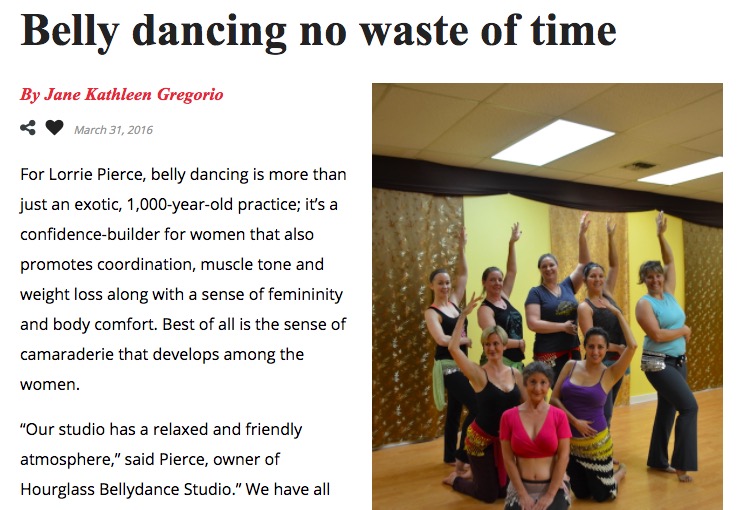 Belly dancing no waste of time
By Jane Kathleen Gregorio
March 31, 2016
For Lorrie Pierce, belly dancing is more than
just an exotic, 1,000-year-old practice; it’s a
confidence-builder for women that also
promotes coordination, muscle tone and
weight loss along with a sense of femininity
and body comfort. Best of all is the sense of
camaraderie that develops among the
women.
“Our studio has a relaxed and friendly
atmosphere,” said Pierce, owner of
Hourglass Bellydance Studio.” We have all